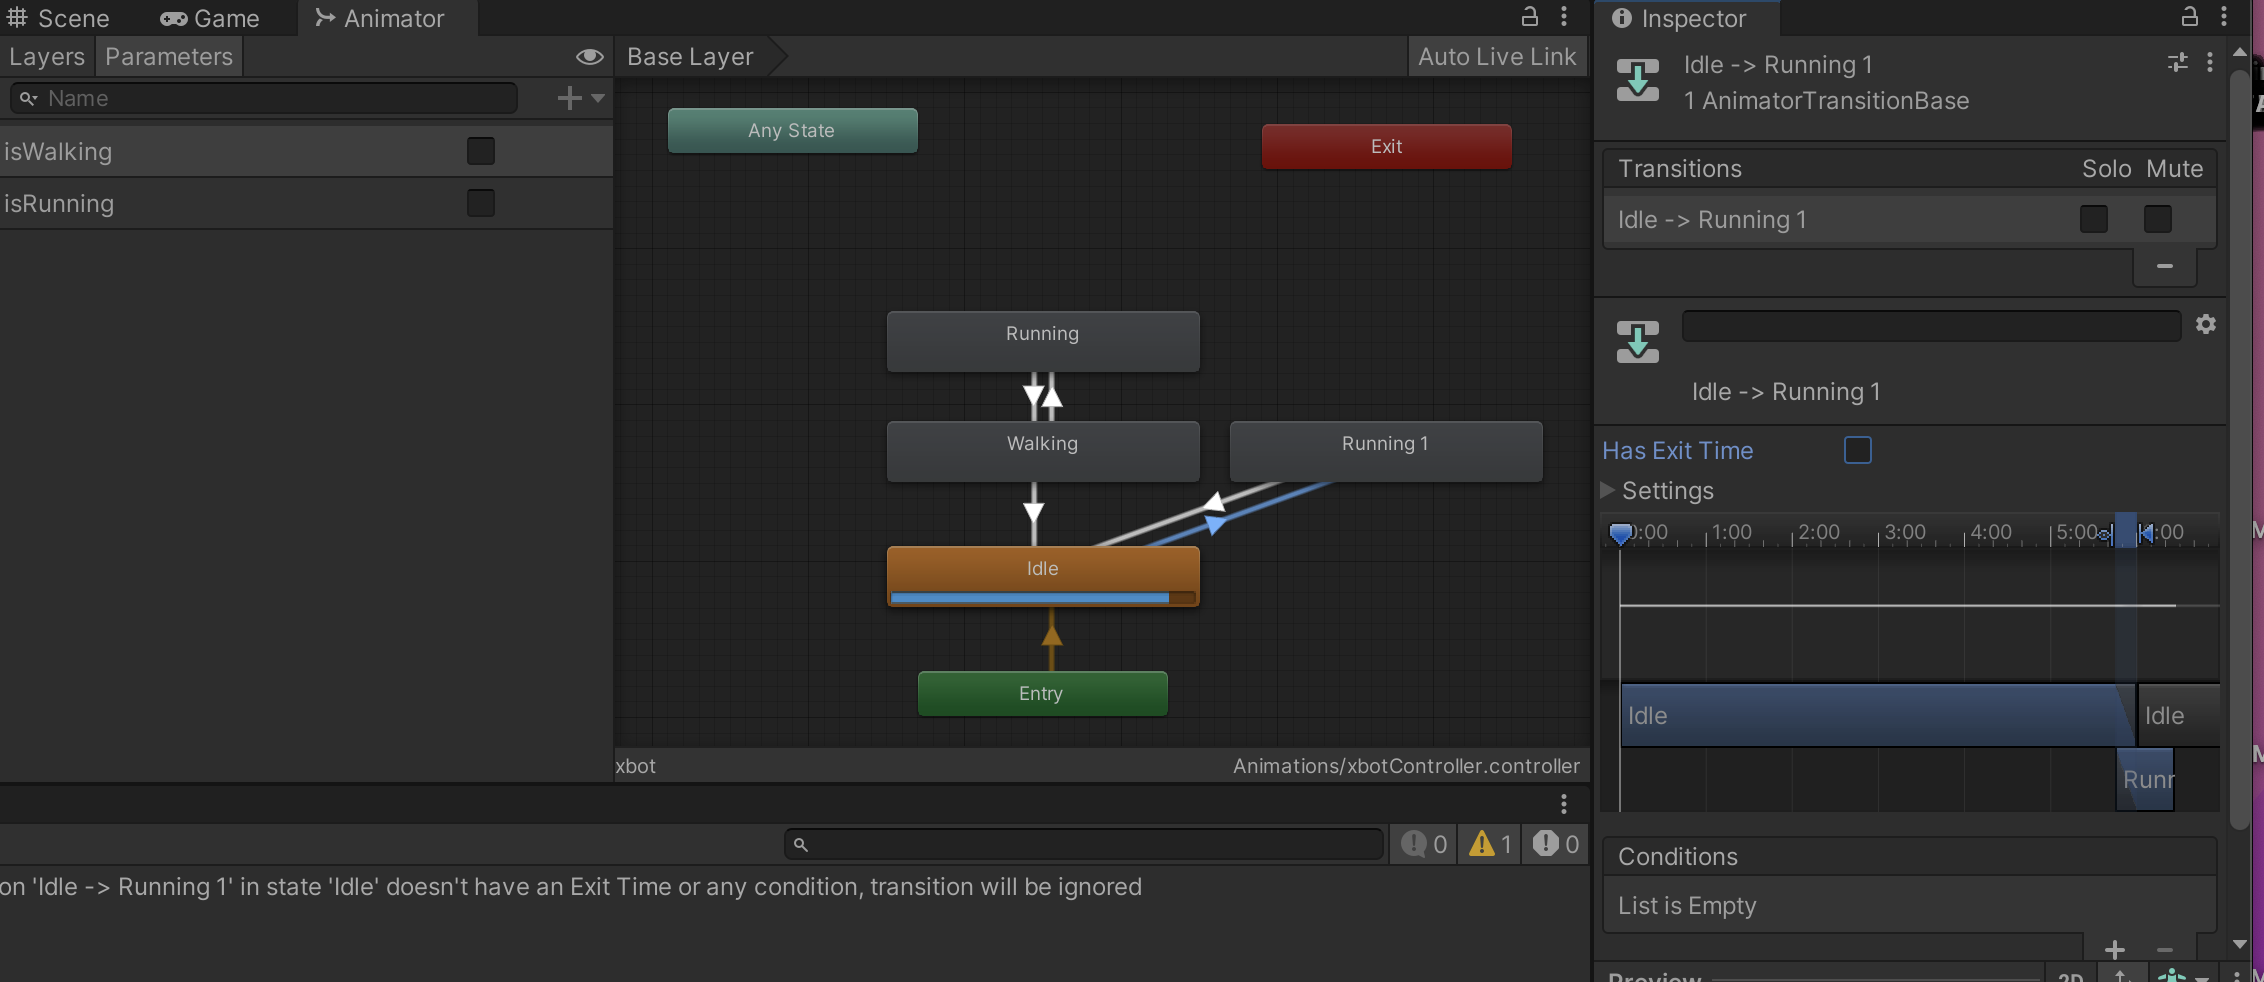 Scene Game Animator
Layers Parameters
Name
isWalking
isRunning
Base Layer
Auto Live Link
Any State
Exit
Running
Walking
Running 1
Idle
Entry
xbot
Animations/xbotController.controller
0 1 0
on 'Idle -> Running 1' in state 'Idle' doesn't have an Exit Time or any condition, transition will be ignored
Inspector
Idle -> Running 1
1 AnimatorTransitionBase
Transitions Solo Mute
Idle -> Running 1
Idle -> Running 1
Has Exit Time
Settings
:00 1:00 2:00 3:00 4:00 5:00 :00
Idle Idle
Runr
Conditions
List is Empty
Preview 2D